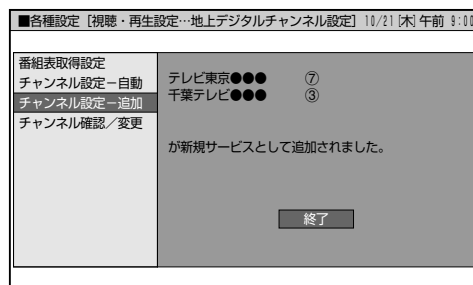 ■各種設定［視聴・再生設定…地上デジタルチャンネル設定］ 10/21[木]午前 9:00
番組表取得設定
チャンネル設定－自動
チャンネル設定－追加
チャンネル確認／変更
テレビ東京●●● ⑦
千葉テレビ●●● ③
が新規サービスとして追加されました。
終了